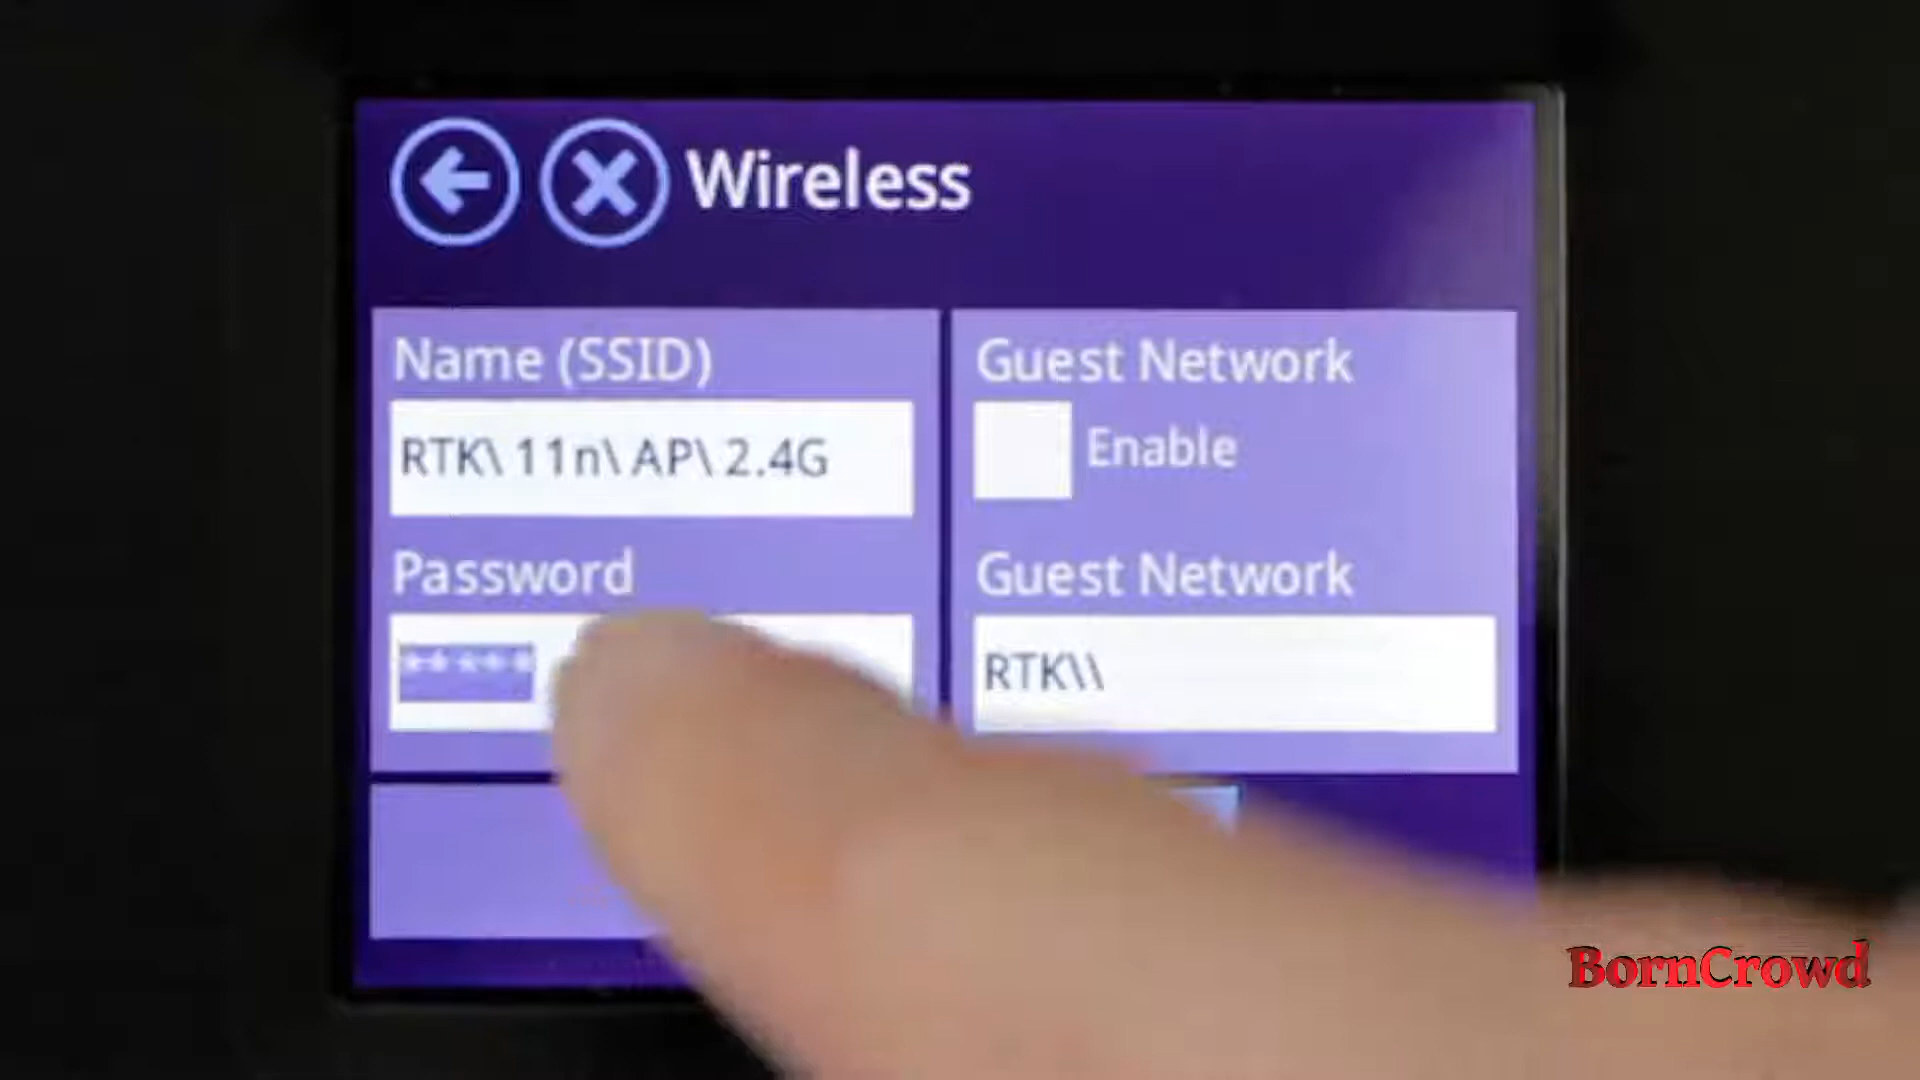 Wireless
Name (SSID)
RTK\ 11n\ AP\ 2.4G
Password
*****
Guest Network
Enable
Guest Network
RTK\\
BornCrowd